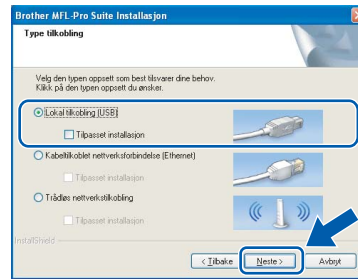 Brother MFL-Pro Suite Installasjon
Type tilkobling
Velg den typen oppsett som best tilsvarer dine behov.
Klikk på den typen oppsett du ønsker.
Lokal tilkobling (USB)
Tilpasset installasjon
Kabeltilkoblet nettverksforbindelse (Ethernet)
Tilpasset installasjon
Trådløs nettverkstilkobling
Tilpasset installasjon
InstallShield
< Tilbake Neste > Avbryt